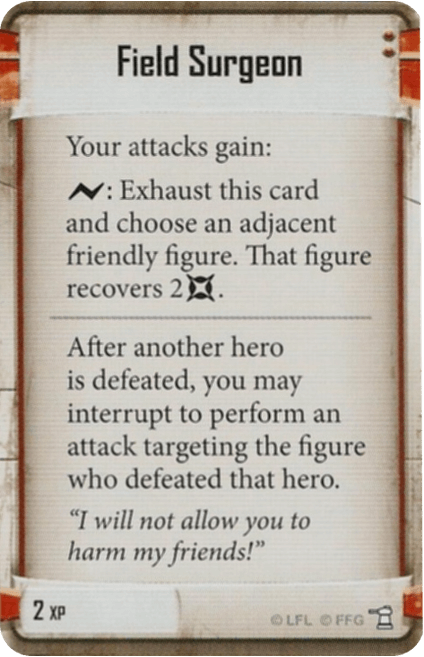 Field Surgeon
Your attacks gain:
: Exhaust this card
and choose an adjacent
friendly figure. That figure
recovers 2 .
After another hero
is defeated, you may
interrupt to perform an
attack targeting the figure
who defeated that hero.
“I will not allow you to
harm my friends!”
2 XP
© LFL © FFG